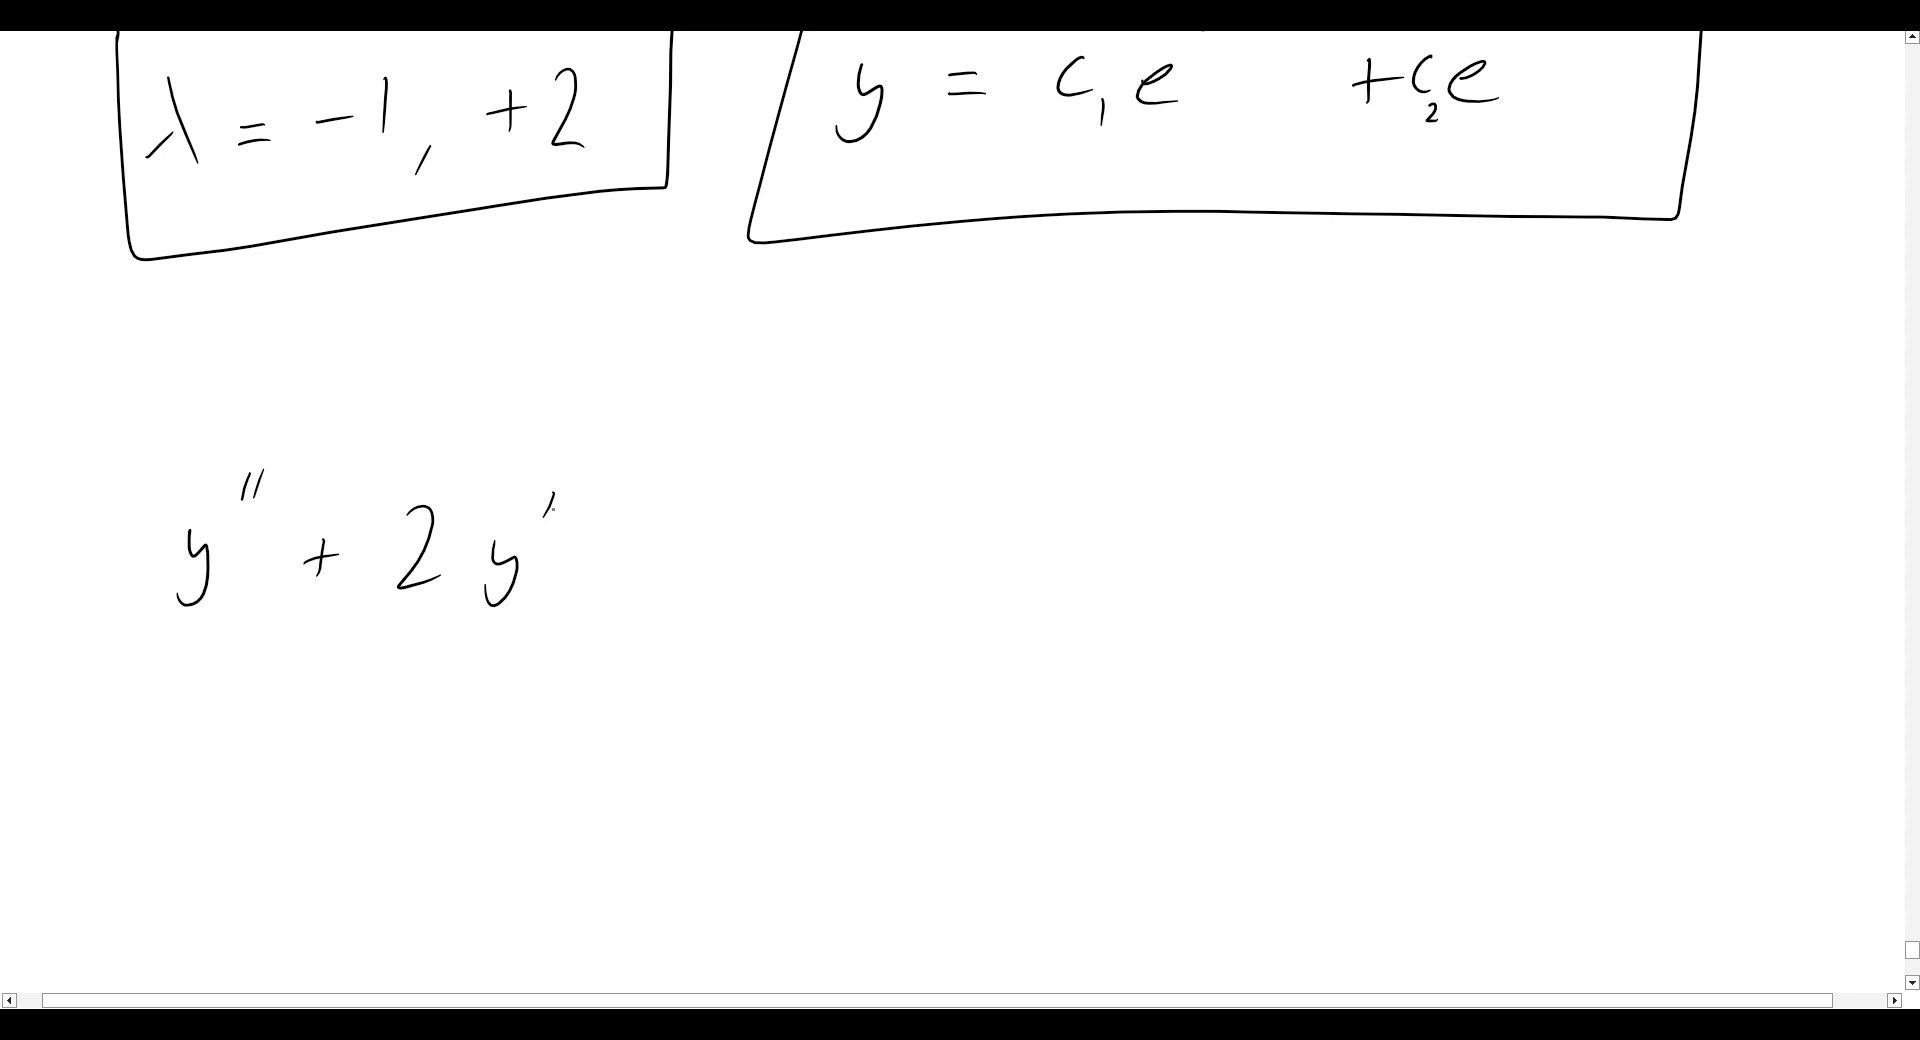 λ = -1, +2
y = c₁e +c₂e
y'' + 2y'